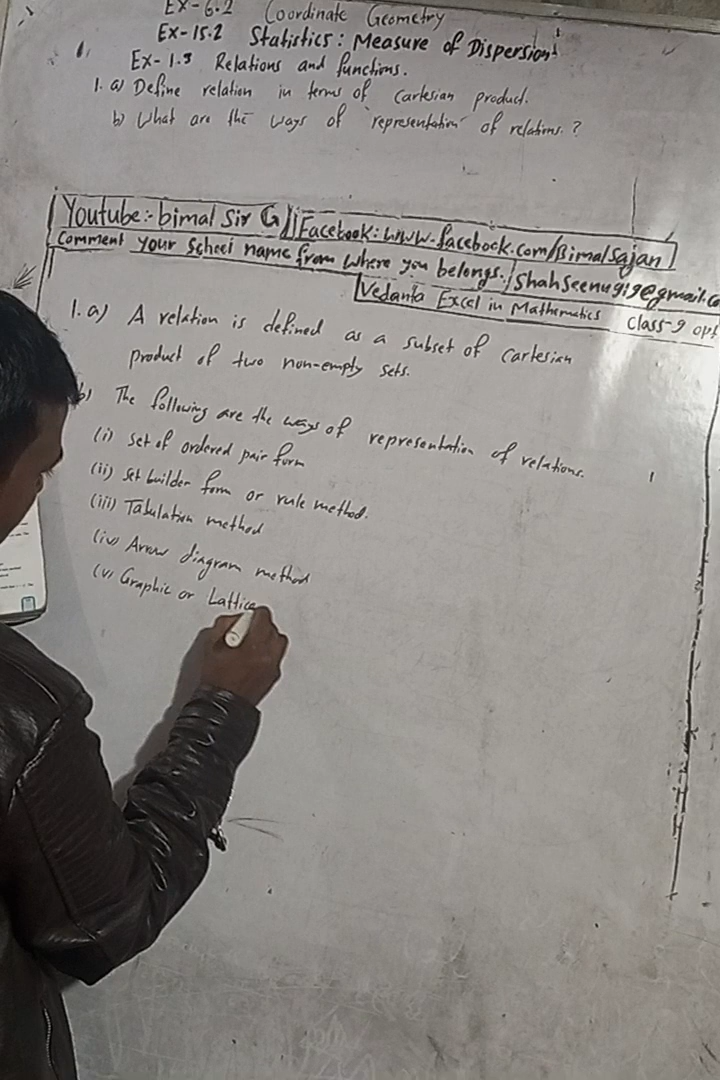 Ex-6.2 Coordinate Geometry
Ex-15.2 Statistics: Measure of Dispersion
Ex-1.3 Relations and functions.
1. a) Define relation in terms of Cartesian product.
b) What are the ways of "representation" of relations.?
Youtube:- bimal Sir G
Facebook: www.facebook.com/Bimalsajan
Comment your School name from where you belongs.
Shahseenu919@gmail.co
Vedanta Excel in Mathematics Class-9 opt
1. a) A relation is defined as a subset of Cartesian
product of two non-empty sets.
b) The following are the ways of representation of relations.
(i) Set of ordered pair form
(ii) Set builder form or rule method.
(iii) Tabulation method
(iv) Arrow diagram method
(v) Graphic or Lattice